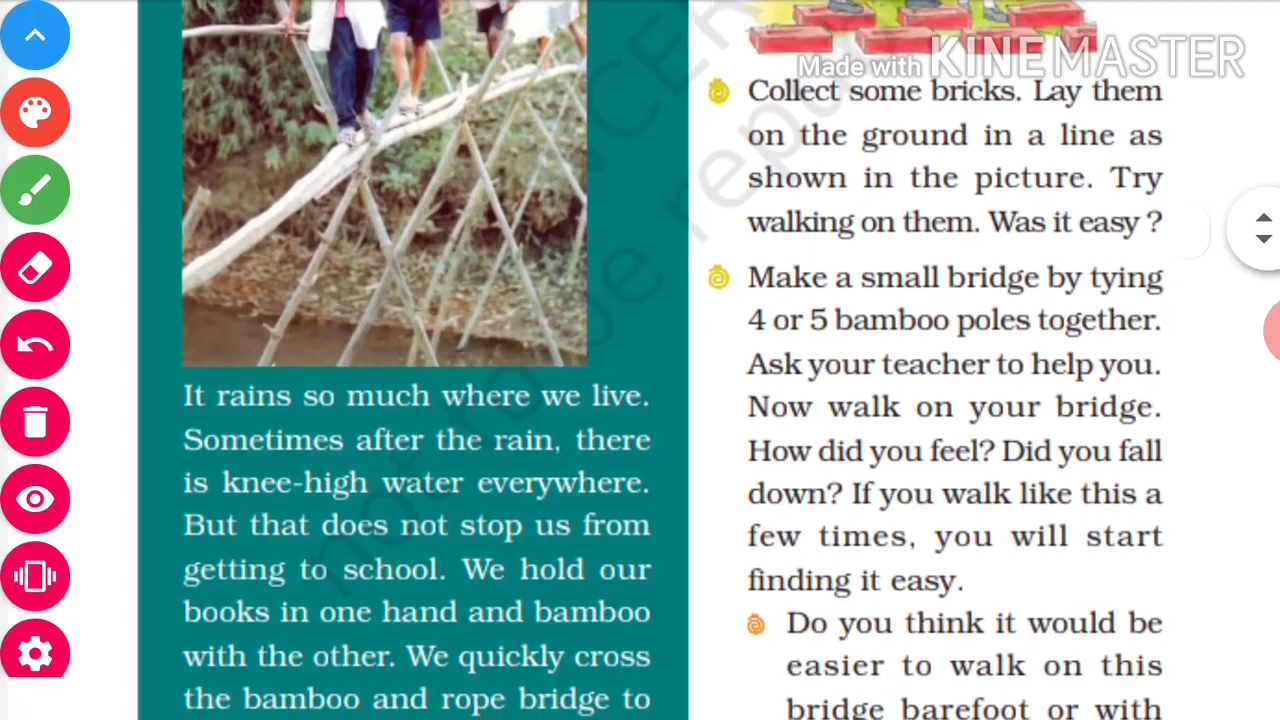 Made with KINEMASTER
It rains so much where we live.
Sometimes after the rain, there
is knee-high water everywhere.
But that does not stop us from
getting to school. We hold our
books in one hand and bamboo
with the other. We quickly cross
the bamboo and rope bridge to
Collect some bricks. Lay them
on the ground in a line as
shown in the picture. Try
walking on them. Was it easy ?
Make a small bridge by tying
4 or 5 bamboo poles together.
Ask your teacher to help you.
Now walk on your bridge.
How did you feel? Did you fall
down? If you walk like this a
few times, you will start
finding it easy.
Do you think it would be
easier to walk on this
bridge barefoot or with